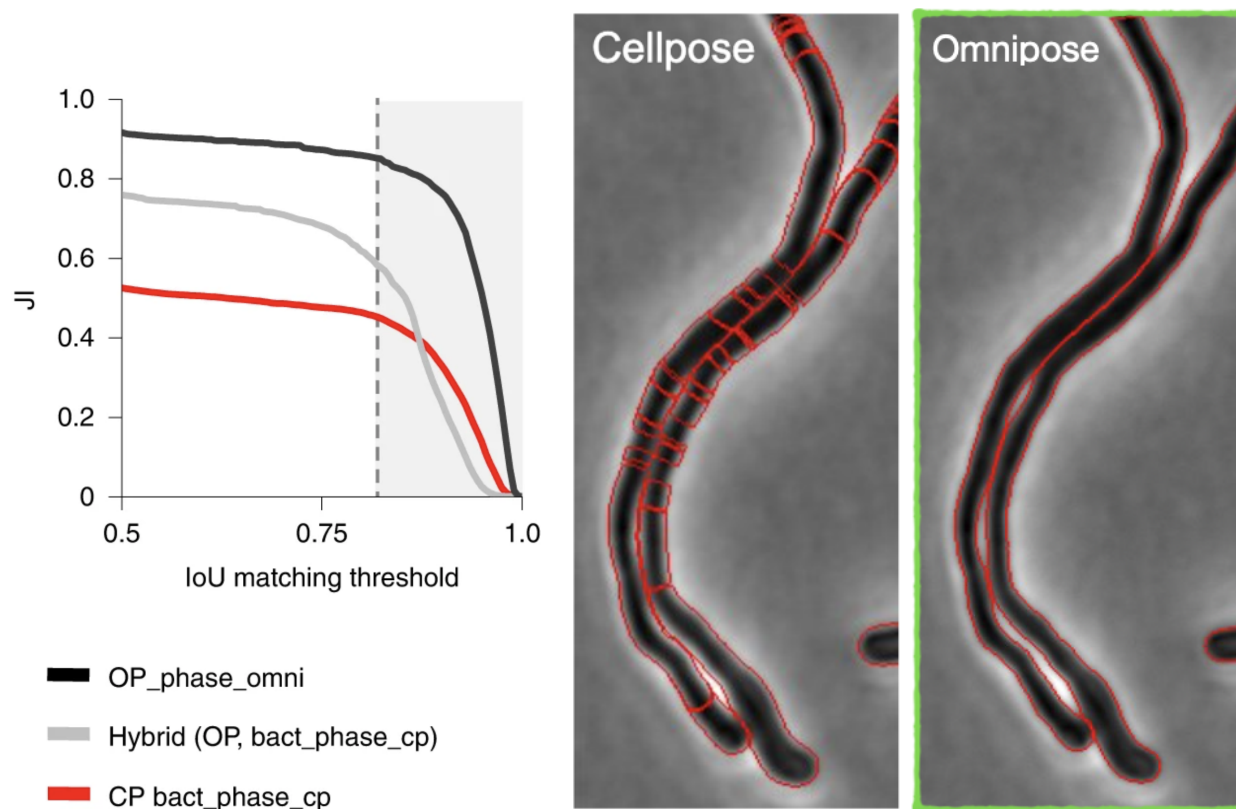 1.0
0.8
0.6
0.4
0.2
0
JI
0.5
0.75
1.0
IoU matching threshold
OP_phase_omni
Hybrid (OP, bact_phase_cp)
CP bact_phase_cp
Cellpose
Omnipose